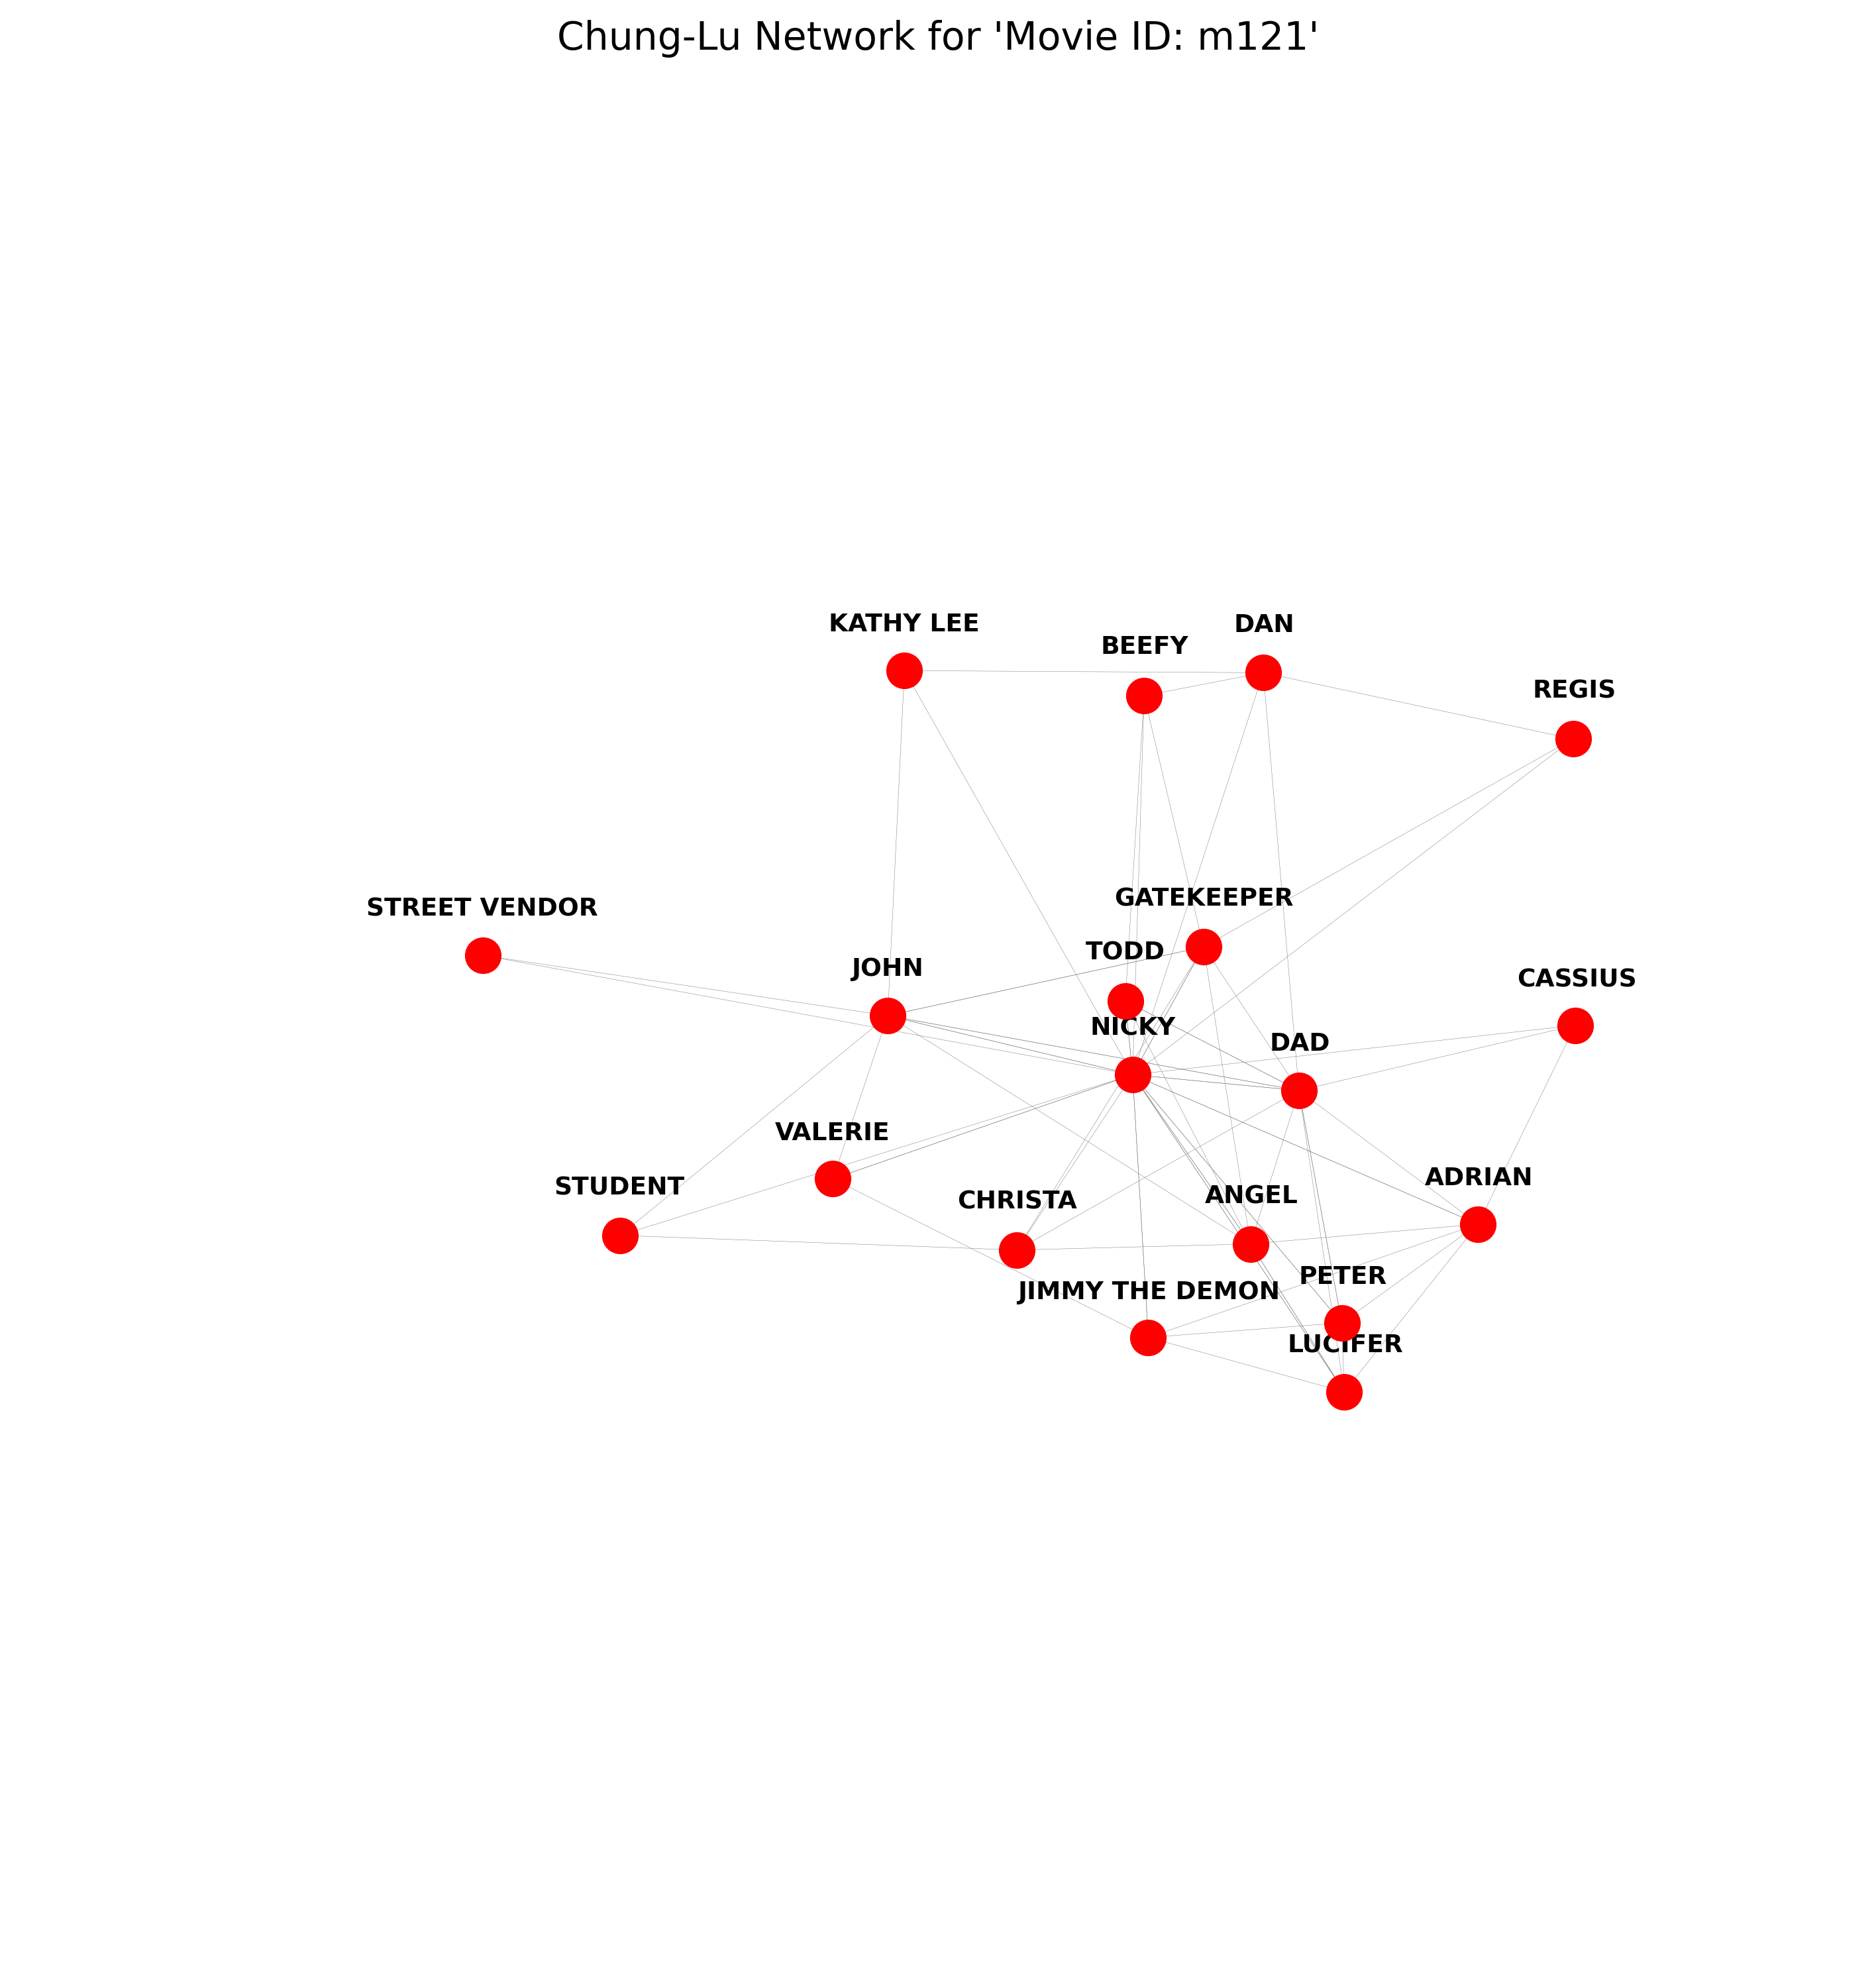 Chung-Lu Network for 'Movie ID: m121'
KATHY LEE
DAN
BEEFY
REGIS
GATEKEEPER
STREET VENDOR
TODD
JOHN
CASSIUS
NICKY
DAD
VALERIE
ADRIAN
STUDENT
ANGEL
CHRISTA
PETER
JIMMY THE DEMON
LUCIFER